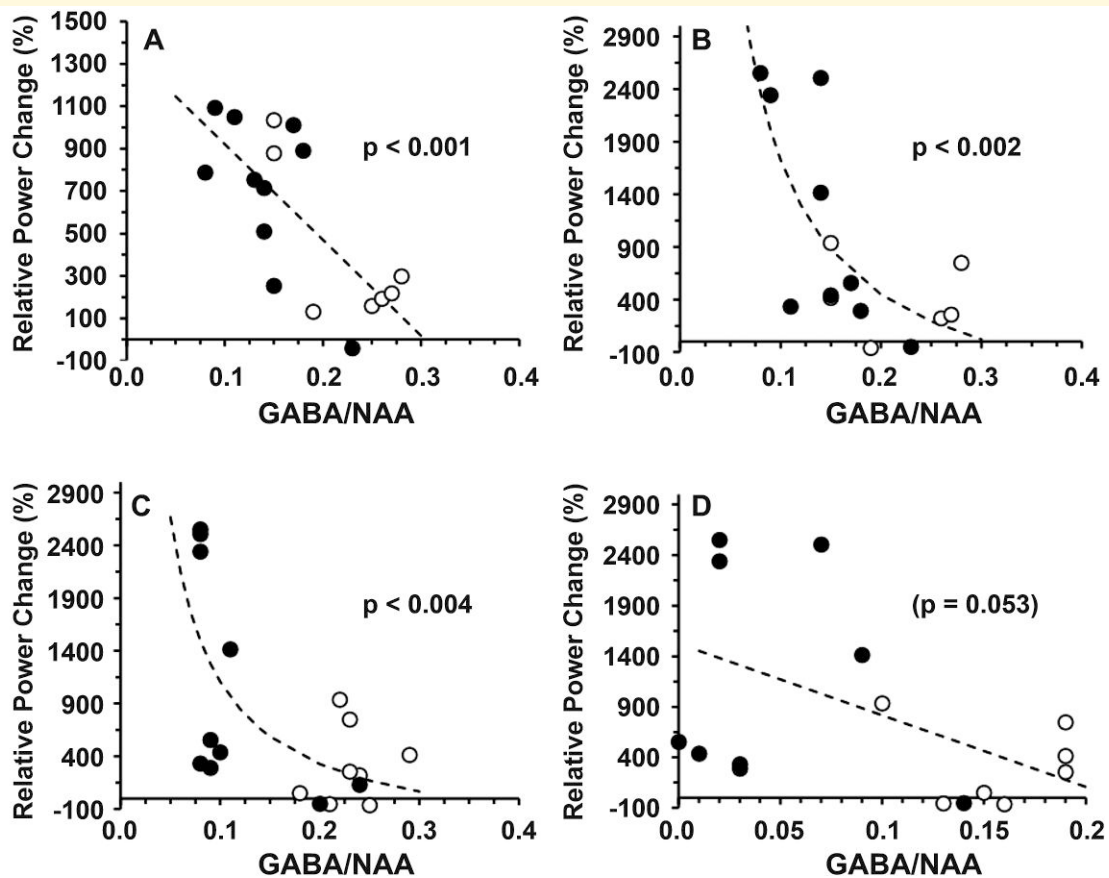 A
Relative Power Change (%)
1500
1300
1100
900
700
500
300
100
-100
p < 0.001
0.0 0.1 0.2 0.3 0.4
GABA/NAA
B
Relative Power Change (%)
2900
2400
1900
1400
900
400
-100
p < 0.002
0.0 0.1 0.2 0.3 0.4
GABA/NAA
C
Relative Power Change (%)
2900
2400
1900
1400
900
400
-100
p < 0.004
0.0 0.1 0.2 0.3 0.4
GABA/NAA
D
Relative Power Change (%)
2900
2400
1900
1400
900
400
-100
(p = 0.053)
0.0 0.05 0.1 0.15 0.2
GABA/NAA